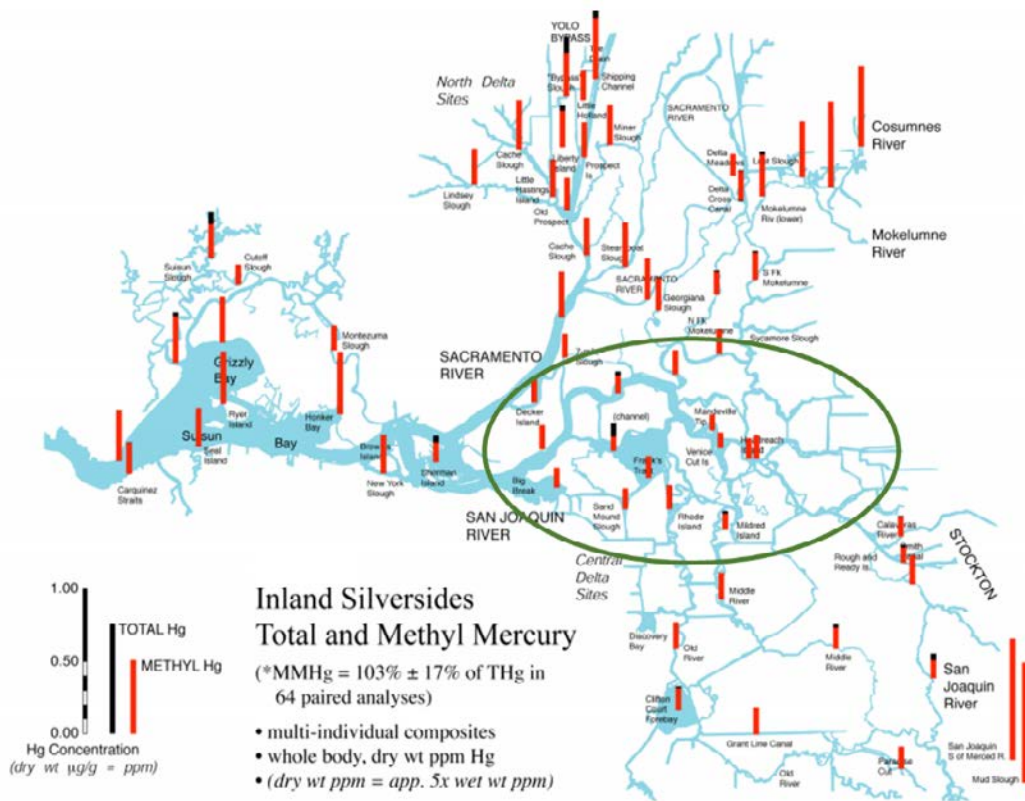 YOLO
BYPASS
Toe
Drain
North Delta
Sites
"Bypass"
Slough
Shipping
Channel
Little
Holland
SACRAMENTO
RIVER
Miner
Slough
Cosumnes
River
Cache
Slough
Liberty
Island
Prospect
Is
Delta
Meadows
Lost Slough
Lindsey
Slough
Little
Hastings
Island
Delta
Cross
Canal
Old
Prospect
Mokelumne
Riv (lower)
Mokelumne
River
Cache
Slough
Steamboat
Slough
Suisun
Slough
Cutoff
Slough
SACRAMENTO
RIVER
S Fk
Mokelumne
Georgiana
Slough
N Fk
Mokelumne
Sycamore Slough
Montezuma
Slough
SACRAMENTO
RIVER
Slough
Grizzly
Bay
Decker
Island
(channel)
Mandeville
Tip
Ryer
Island
Honker
Bay
Suisun
Bay
Seal
Island
Browns
Island
Sherman
Island
Frank's
Tract
Venice
Cut Is
New York
Slough
Big
Break
Carquinez
Straits
SAN JOAQUIN
RIVER
Sand
Mound
Slough
Rhode
Island
Mildred
Island
Calaveras
River
STOCKTON
Smith
Canal
Rough and
Ready Is.
Central
Delta
Sites
Middle
River
Discovery
Bay
Old
River
Middle
River
San
Joaquin
River
Clifton
Court
Forebay
Grant Line Canal
San Joaquin
S of Merced R.
Paradise
Cut
Old
River
Mud Slough
1.00
0.50
0.00
TOTAL Hg
METHYL Hg
Hg Concentration
(dry wt µg/g = ppm)
Inland Silversides
Total and Methyl Mercury
(*MMHg = 103% ± 17% of THg in
64 paired analyses)
• multi-individual composites
• whole body, dry wt ppm Hg
• (dry wt ppm = app. 5x wet wt ppm)